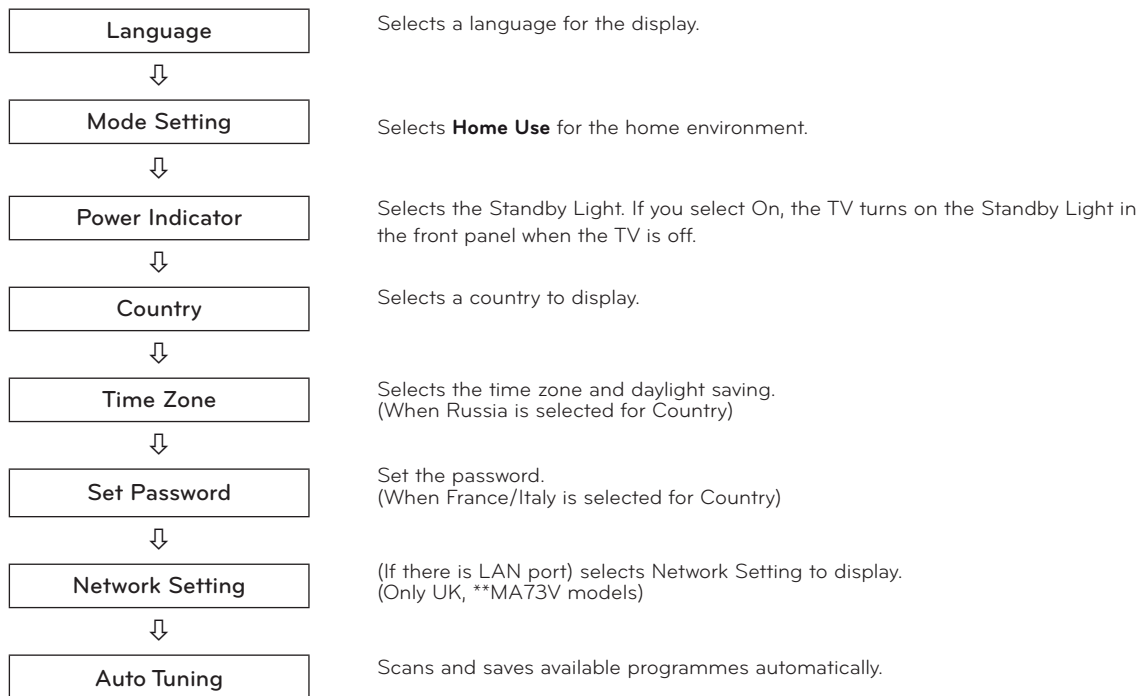 Language
Selects a language for the display.
⇩
Mode Setting
Selects Home Use for the home environment.
⇩
Power Indicator
Selects the Standby Light. If you select On, the TV turns on the Standby Light in
the front panel when the TV is off.
⇩
Country
Selects a country to display.
⇩
Time Zone
Selects the time zone and daylight saving.
(When Russia is selected for Country)
⇩
Set Password
Set the password.
(When France/Italy is selected for Country)
⇩
Network Setting
(If there is LAN port) selects Network Setting to display.
(Only UK, **MA73V models)
⇩
Auto Tuning
Scans and saves available programmes automatically.